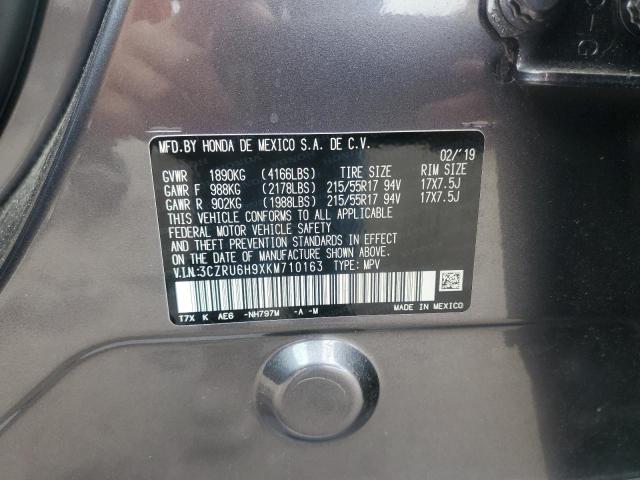 MFD.BY HONDA DE MEXICO S.A. DE C.V.
02/'19
GVWR 1890KG (4166LBS) TIRE SIZE RIM SIZE
GAWR F 988KG (2178LBS) 215/55R17 94V 17X7.5J
GAWR R 902KG (1988LBS) 215/55R17 94V 17X7.5J
THIS VEHICLE CONFORMS TO ALL APPLICABLE
FEDERAL MOTOR VEHICLE SAFETY
AND THEFT PREVENTION STANDARDS IN EFFECT
ON THE DATE OF MANUFACTURE SHOWN ABOVE.
V.I.N.:3CZRU6H9XKM710163 TYPE: MPV
T7X K AE6 -NH797M -A -M MADE IN MEXICO